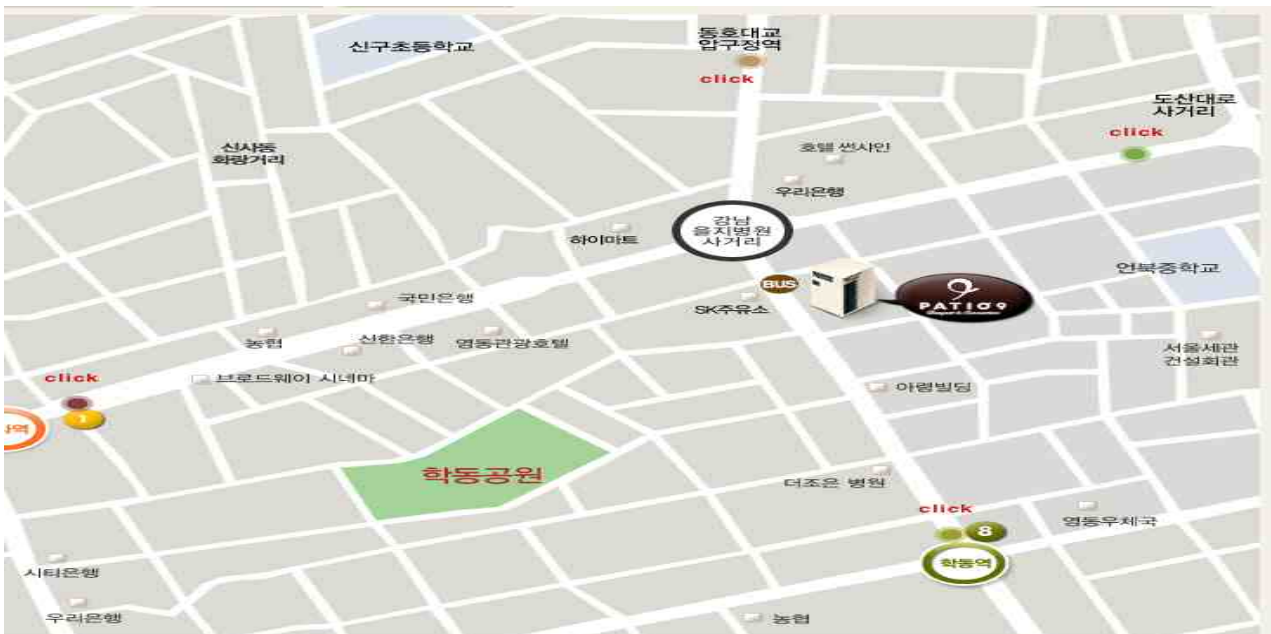 신구초등학교
동호대교
압구정역
click
도산대로
사거리
click
신사동
화랑거리
호텔 썬샤인
우리은행
강남
을지병원
사거리
하이마트
언북중학교
BUS
PATIO 9
국민은행
SK주유소
농협
신한은행
영동관광호텔
서울세관
건설회관
click
브로드웨이 시네마
아령빌딩
1
역
학동공원
더조은 병원
click
영동우체국
8
학동역
시티은행
우리은행
농협